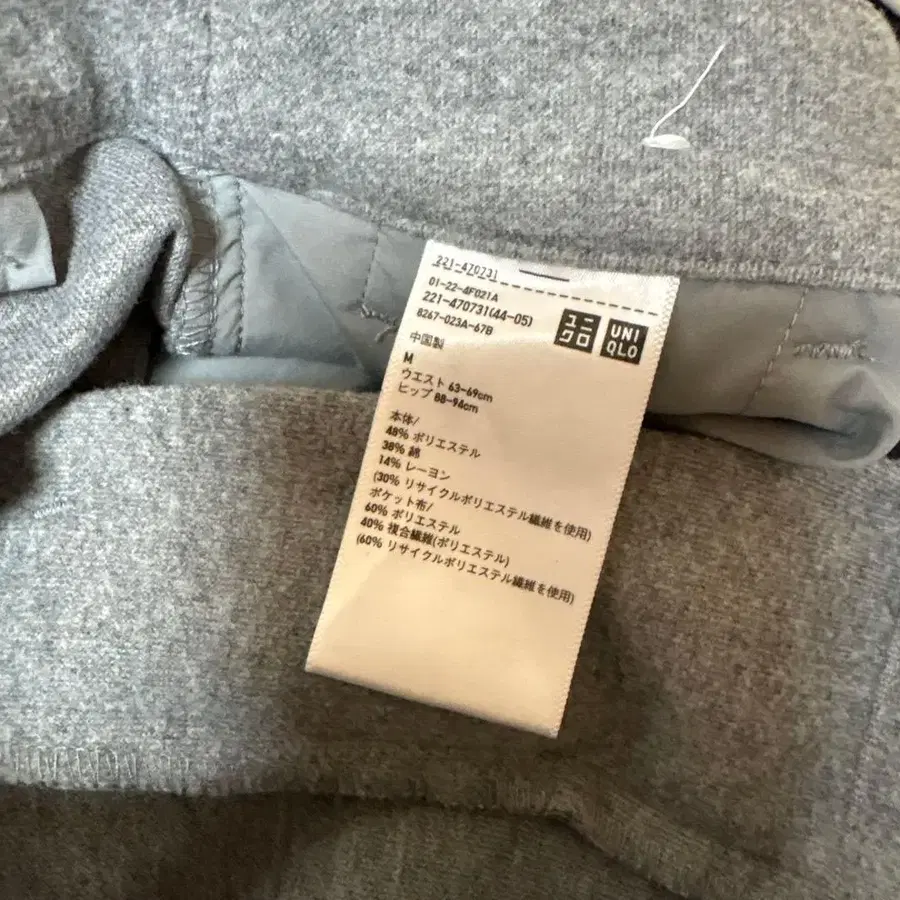 221-470731
01-22-4F021A
221-470731(44-05)
8267-023A-67B
ユニクロ
UNIQLO
中国製
M
ウエスト 63-69cm
ヒップ 88-94cm
本体/
48% ポリエステル
38% 綿
14% レーヨン
(30% リサイクルポリエステル繊維を使用)
ポケット布/
60% ポリエステル
40% 複合繊維(ポリエステル)
(60% リサイクルポリエステル繊維を使用)